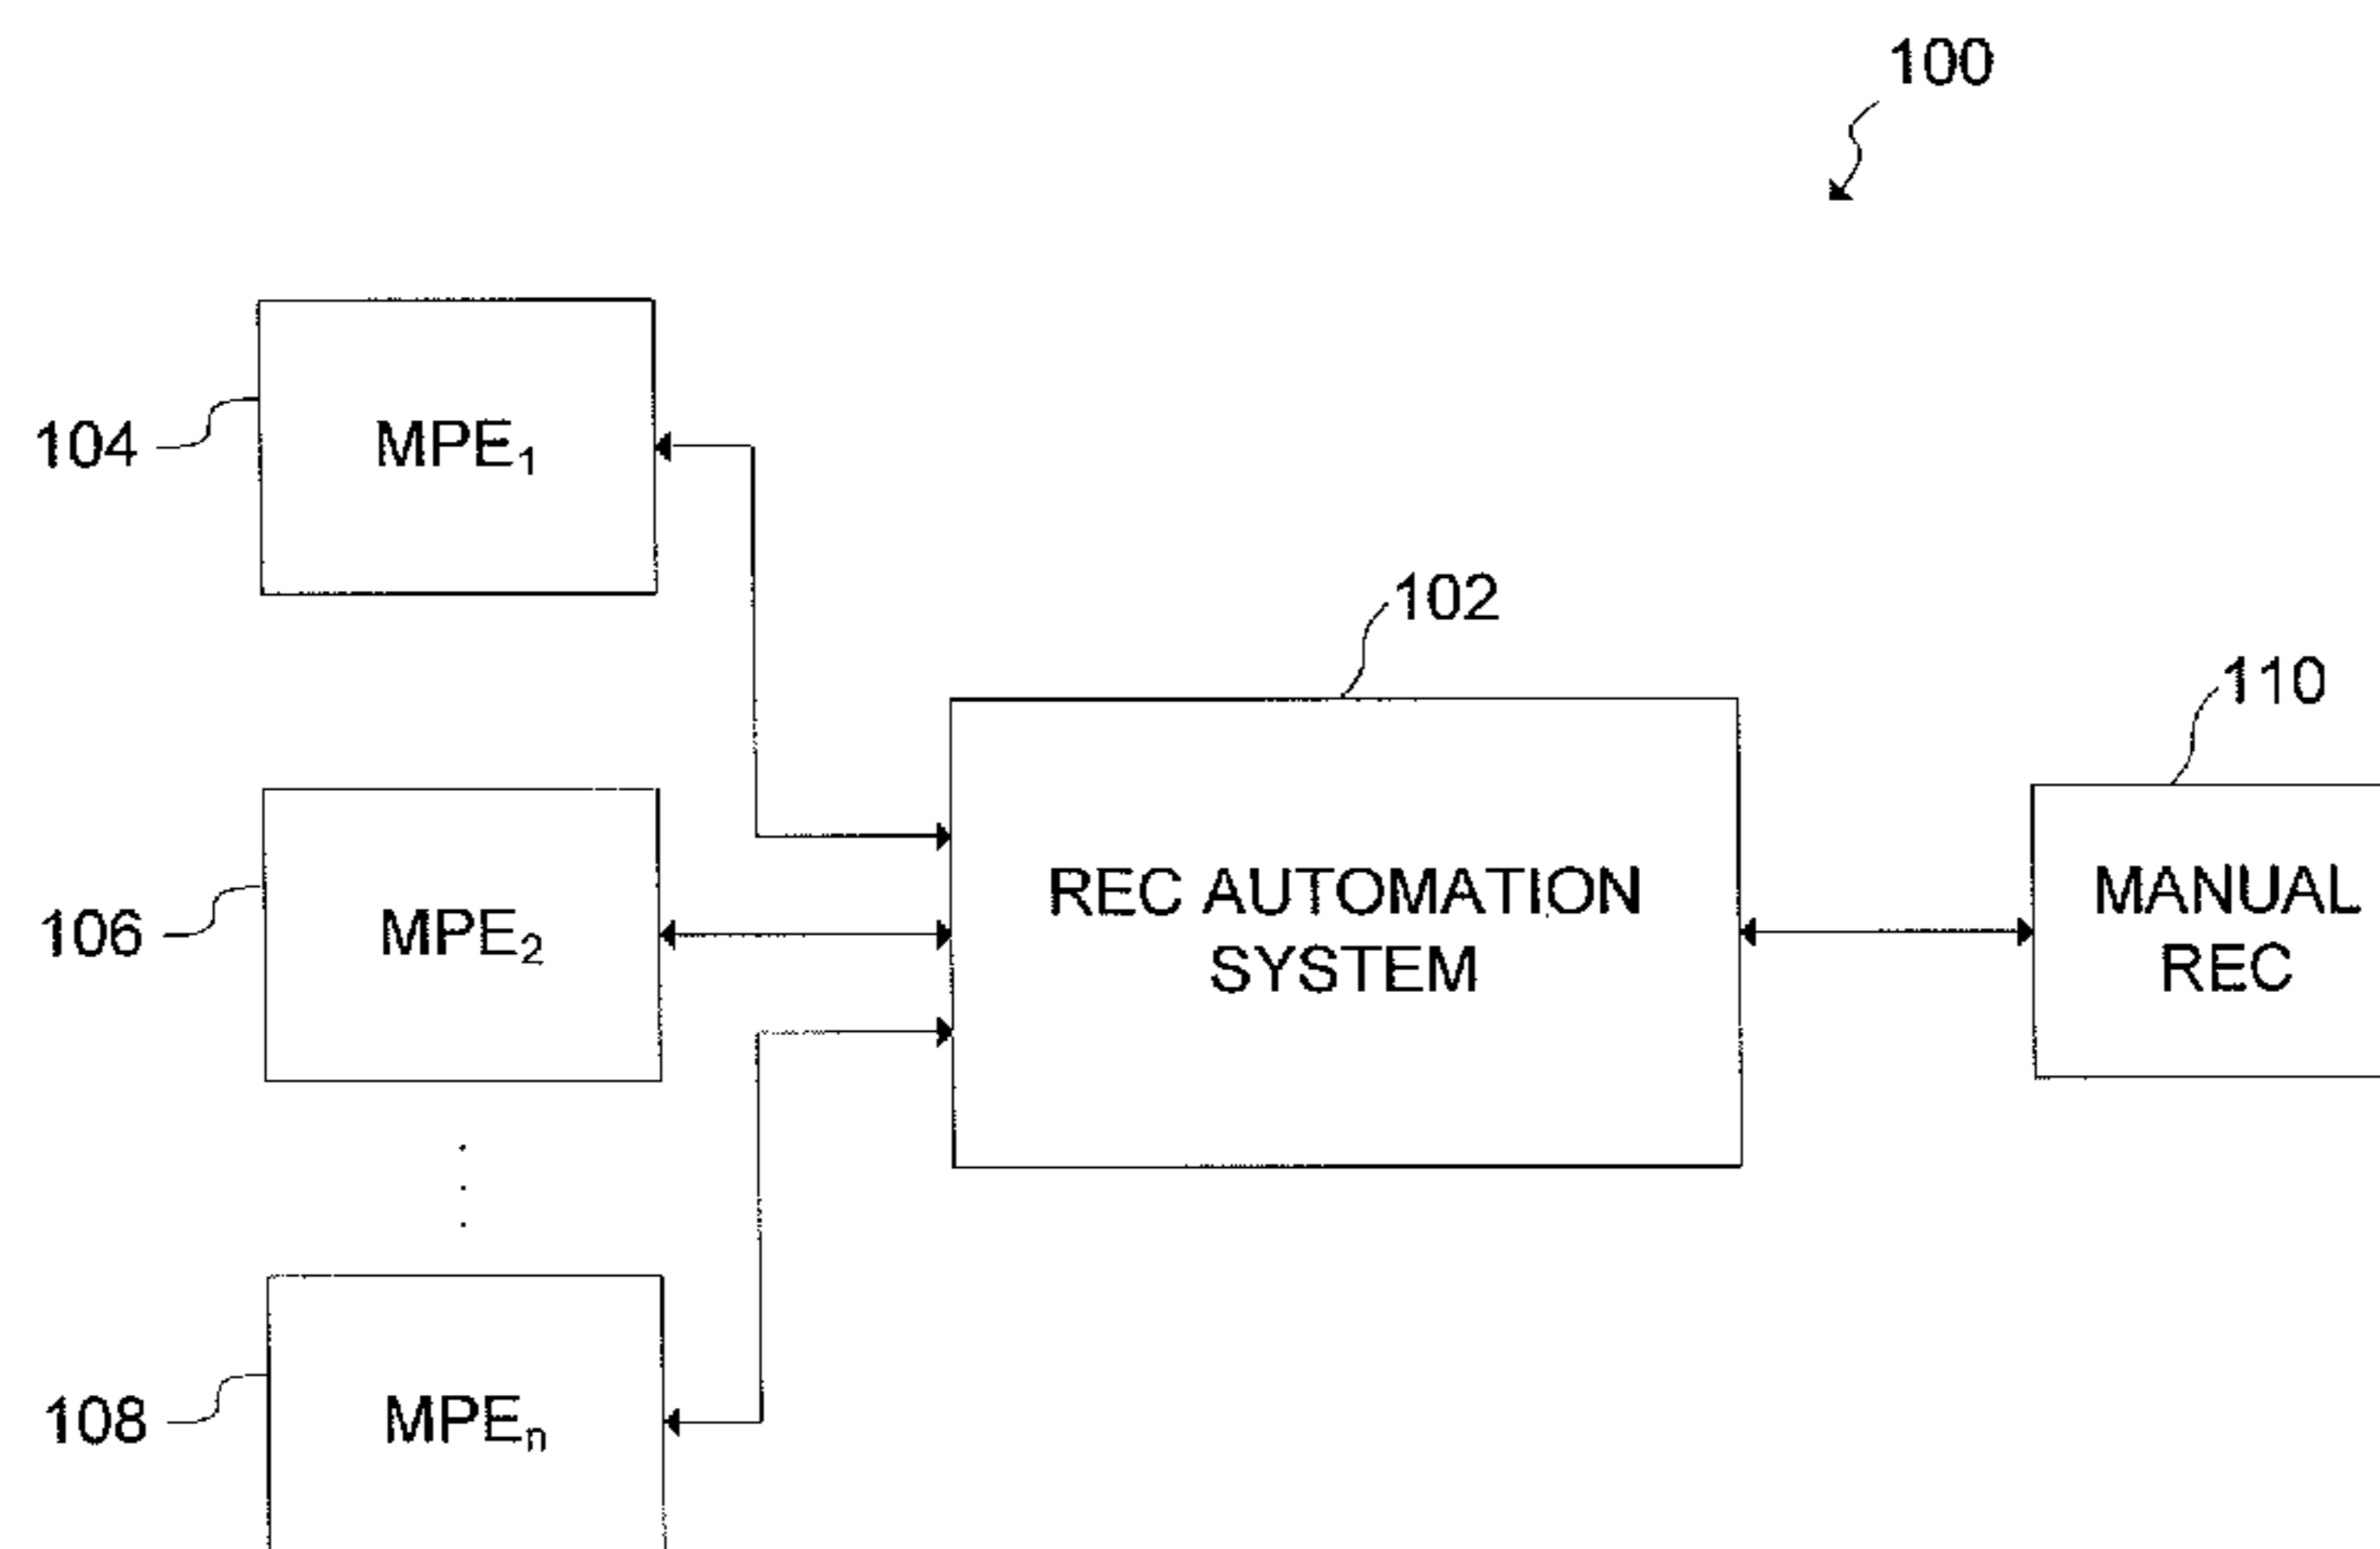 100
104
MPE₁
102
110
106
MPE₂
REC AUTOMATION
SYSTEM
MANUAL
REC
108
MPEₙ